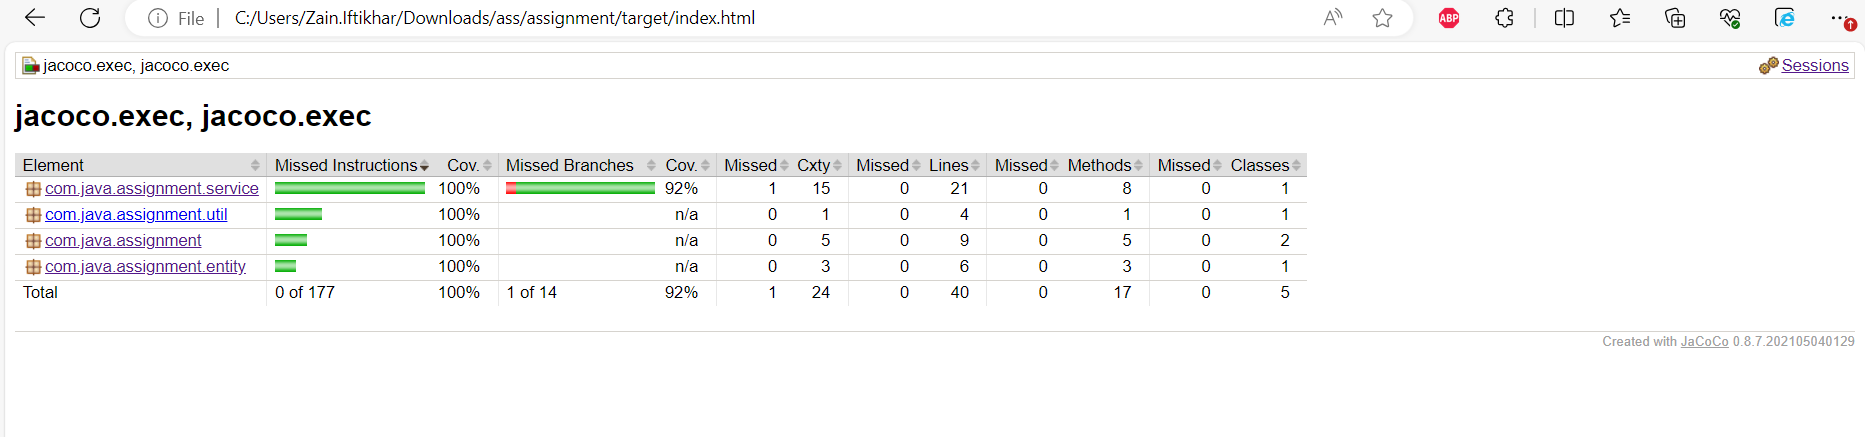 File C:/Users/Zain.Iftikhar/Downloads/ass/assignment/target/index.html A ABP
jacoco.exec, jacoco.exec Sessions
jacoco.exec, jacoco.exec
Element Missed Instructions Cov. Missed Branches Cov. Missed Cxty Missed Lines Missed Methods Missed Classes
com.java.assignment.service 100% 92% 1 15 0 21 0 8 0 1
com.java.assignment.util 100% n/a 0 1 0 4 0 1 0 1
com.java.assignment 100% n/a 0 5 0 9 0 5 0 2
com.java.assignment.entity 100% n/a 0 3 0 6 0 3 0 1
Total 0 of 177 100% 1 of 14 92% 1 24 0 40 0 17 0 5
Created with JaCoCo 0.8.7.202105040129